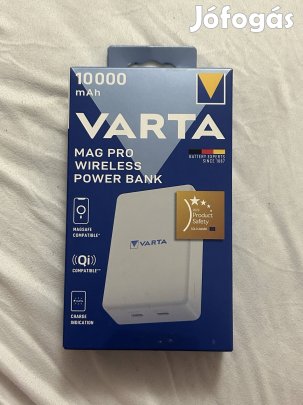 Jófogás
10000
mAh
VARTA
BATTERY EXPERTS
SINCE 1887
MAG PRO
WIRELESS
POWER BANK
MAGSAFE
COMPATIBLE*
Qi
COMPATIBLE**
CHARGE
INDICATION
Product
Safety
VARTA